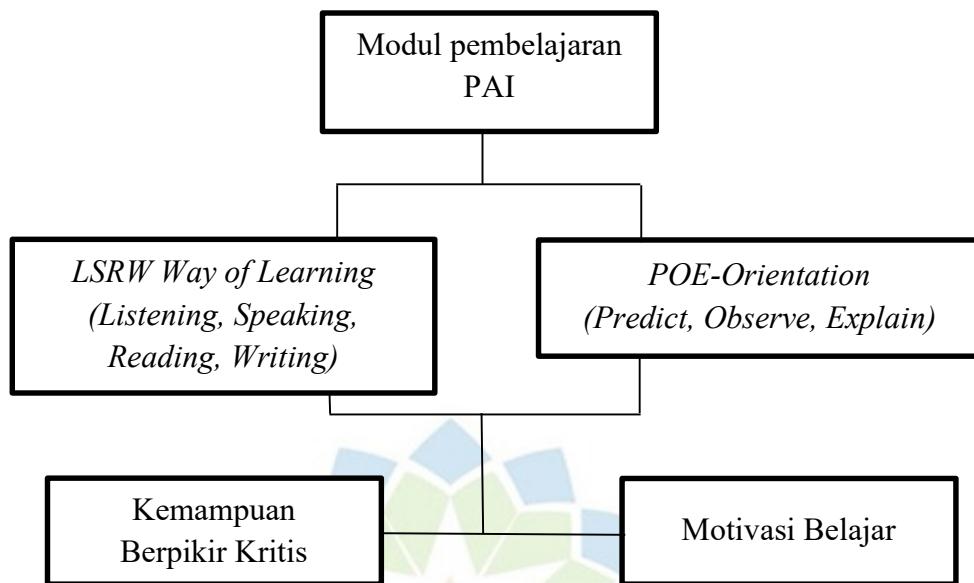 Modul pembelajaran
PAI
LSRW Way of Learning
(Listening, Speaking,
Reading, Writing)
POE-Orientation
(Predict, Observe, Explain)
Kemampuan
Berpikir Kritis
Motivasi Belajar